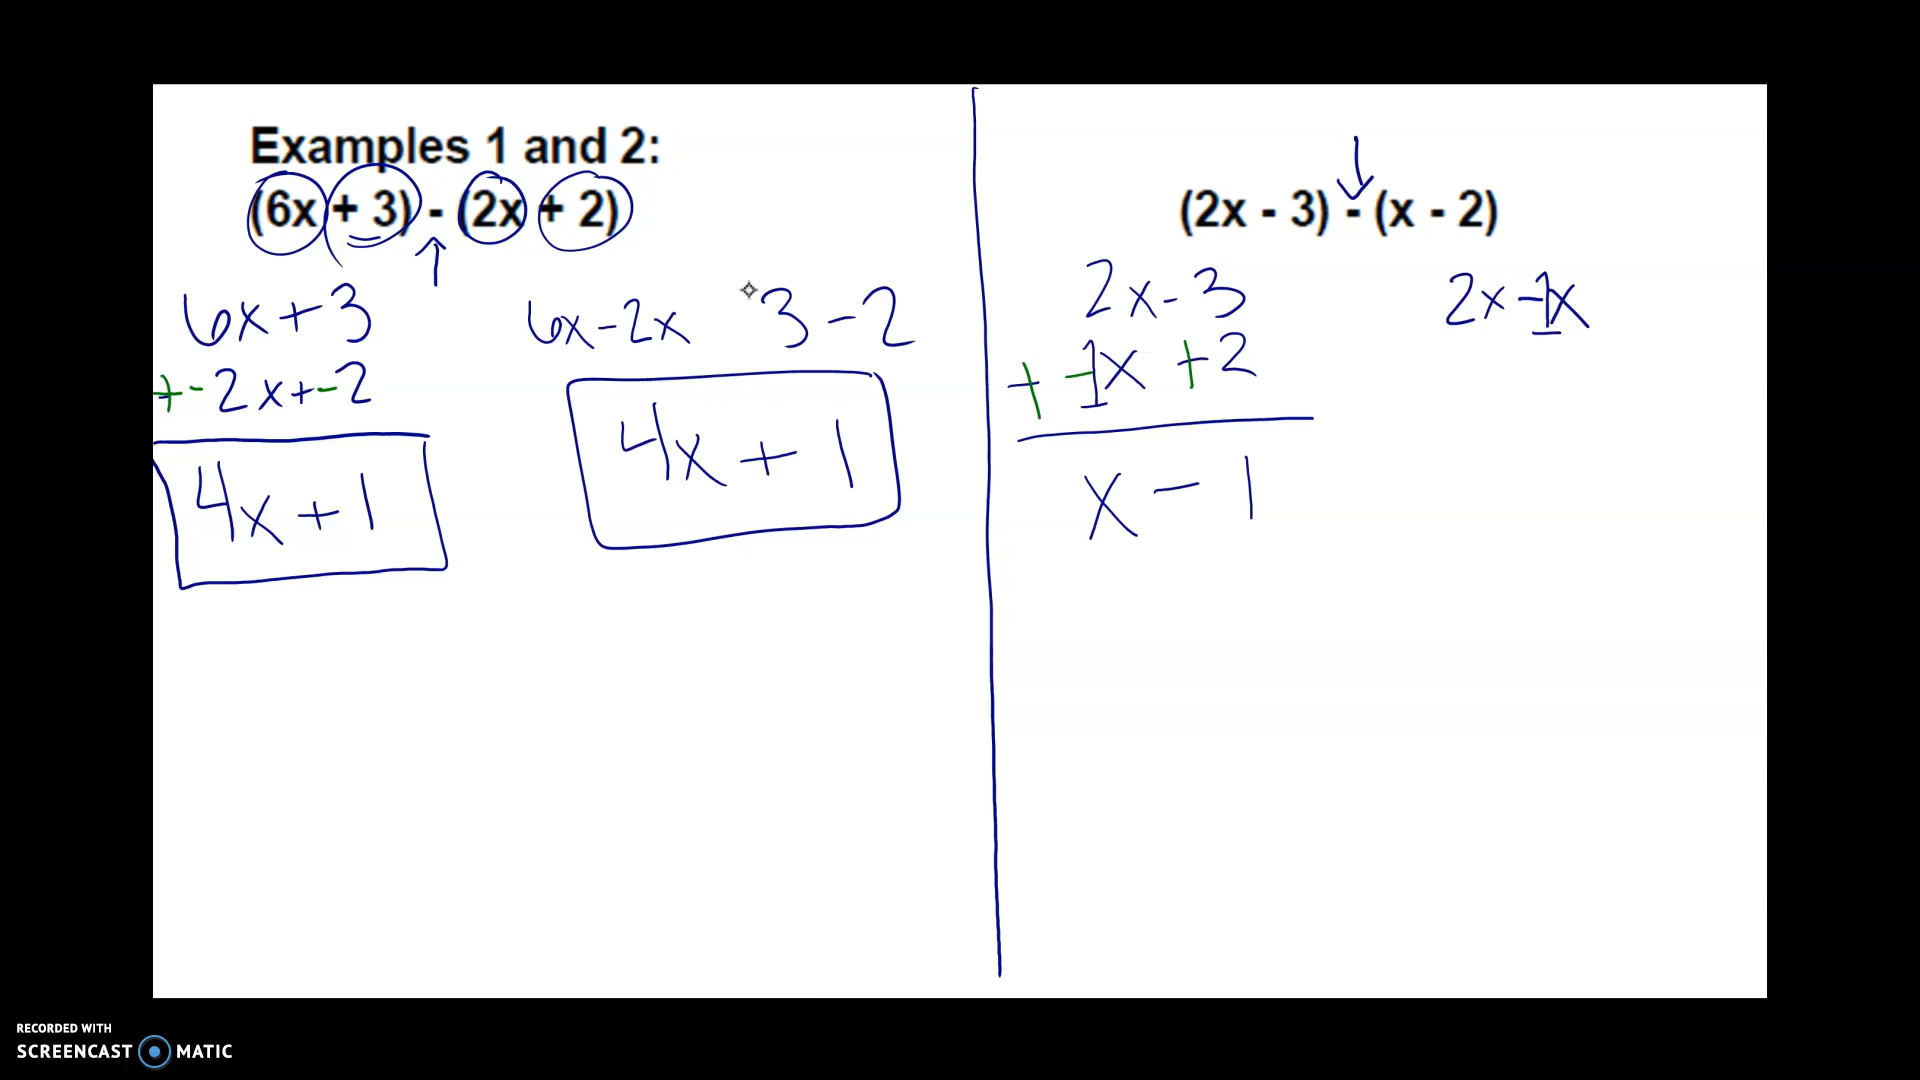 Examples 1 and 2:
(6x + 3) - (2x + 2)
6x + 3
+ -2x + -2
4x + 1
6x - 2x 3 - 2
4x + 1
(2x - 3) - (x - 2)
2x - 3
+ -1x + 2
x - 1
2x - 1x
RECORDED WITH
SCREENCAST MATIC